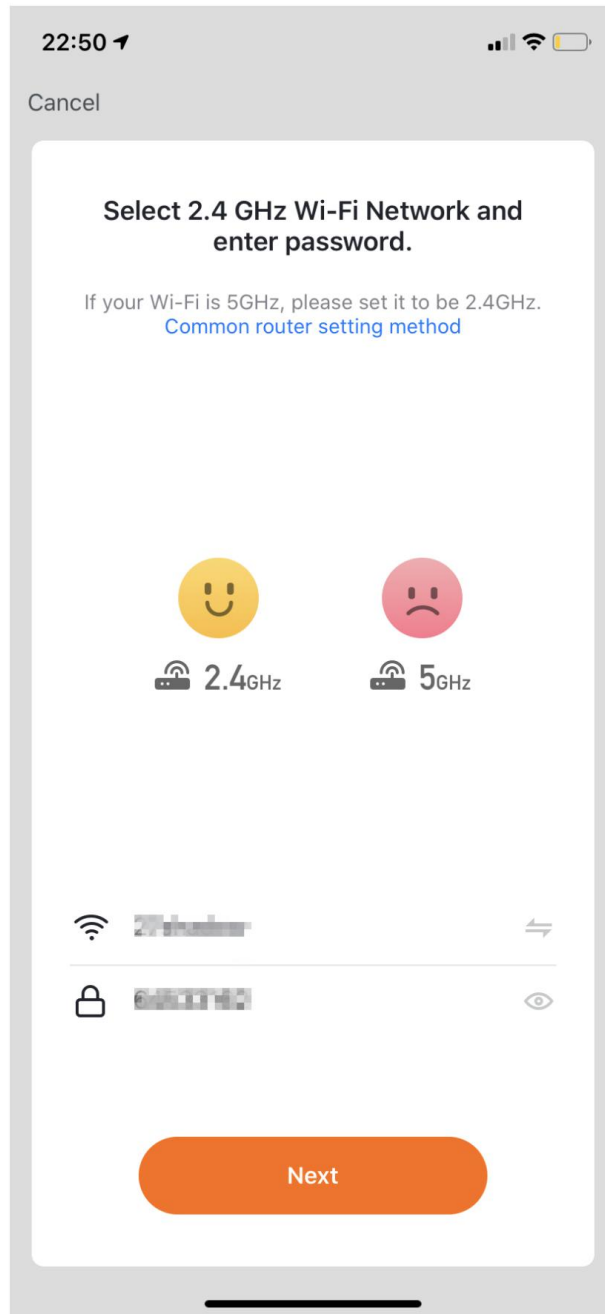 22:50
Cancel
Select 2.4 GHz Wi-Fi Network and
enter password.
If your Wi-Fi is 5GHz, please set it to be 2.4GHz.
Common router setting method
2.4GHz
5GHz
Next